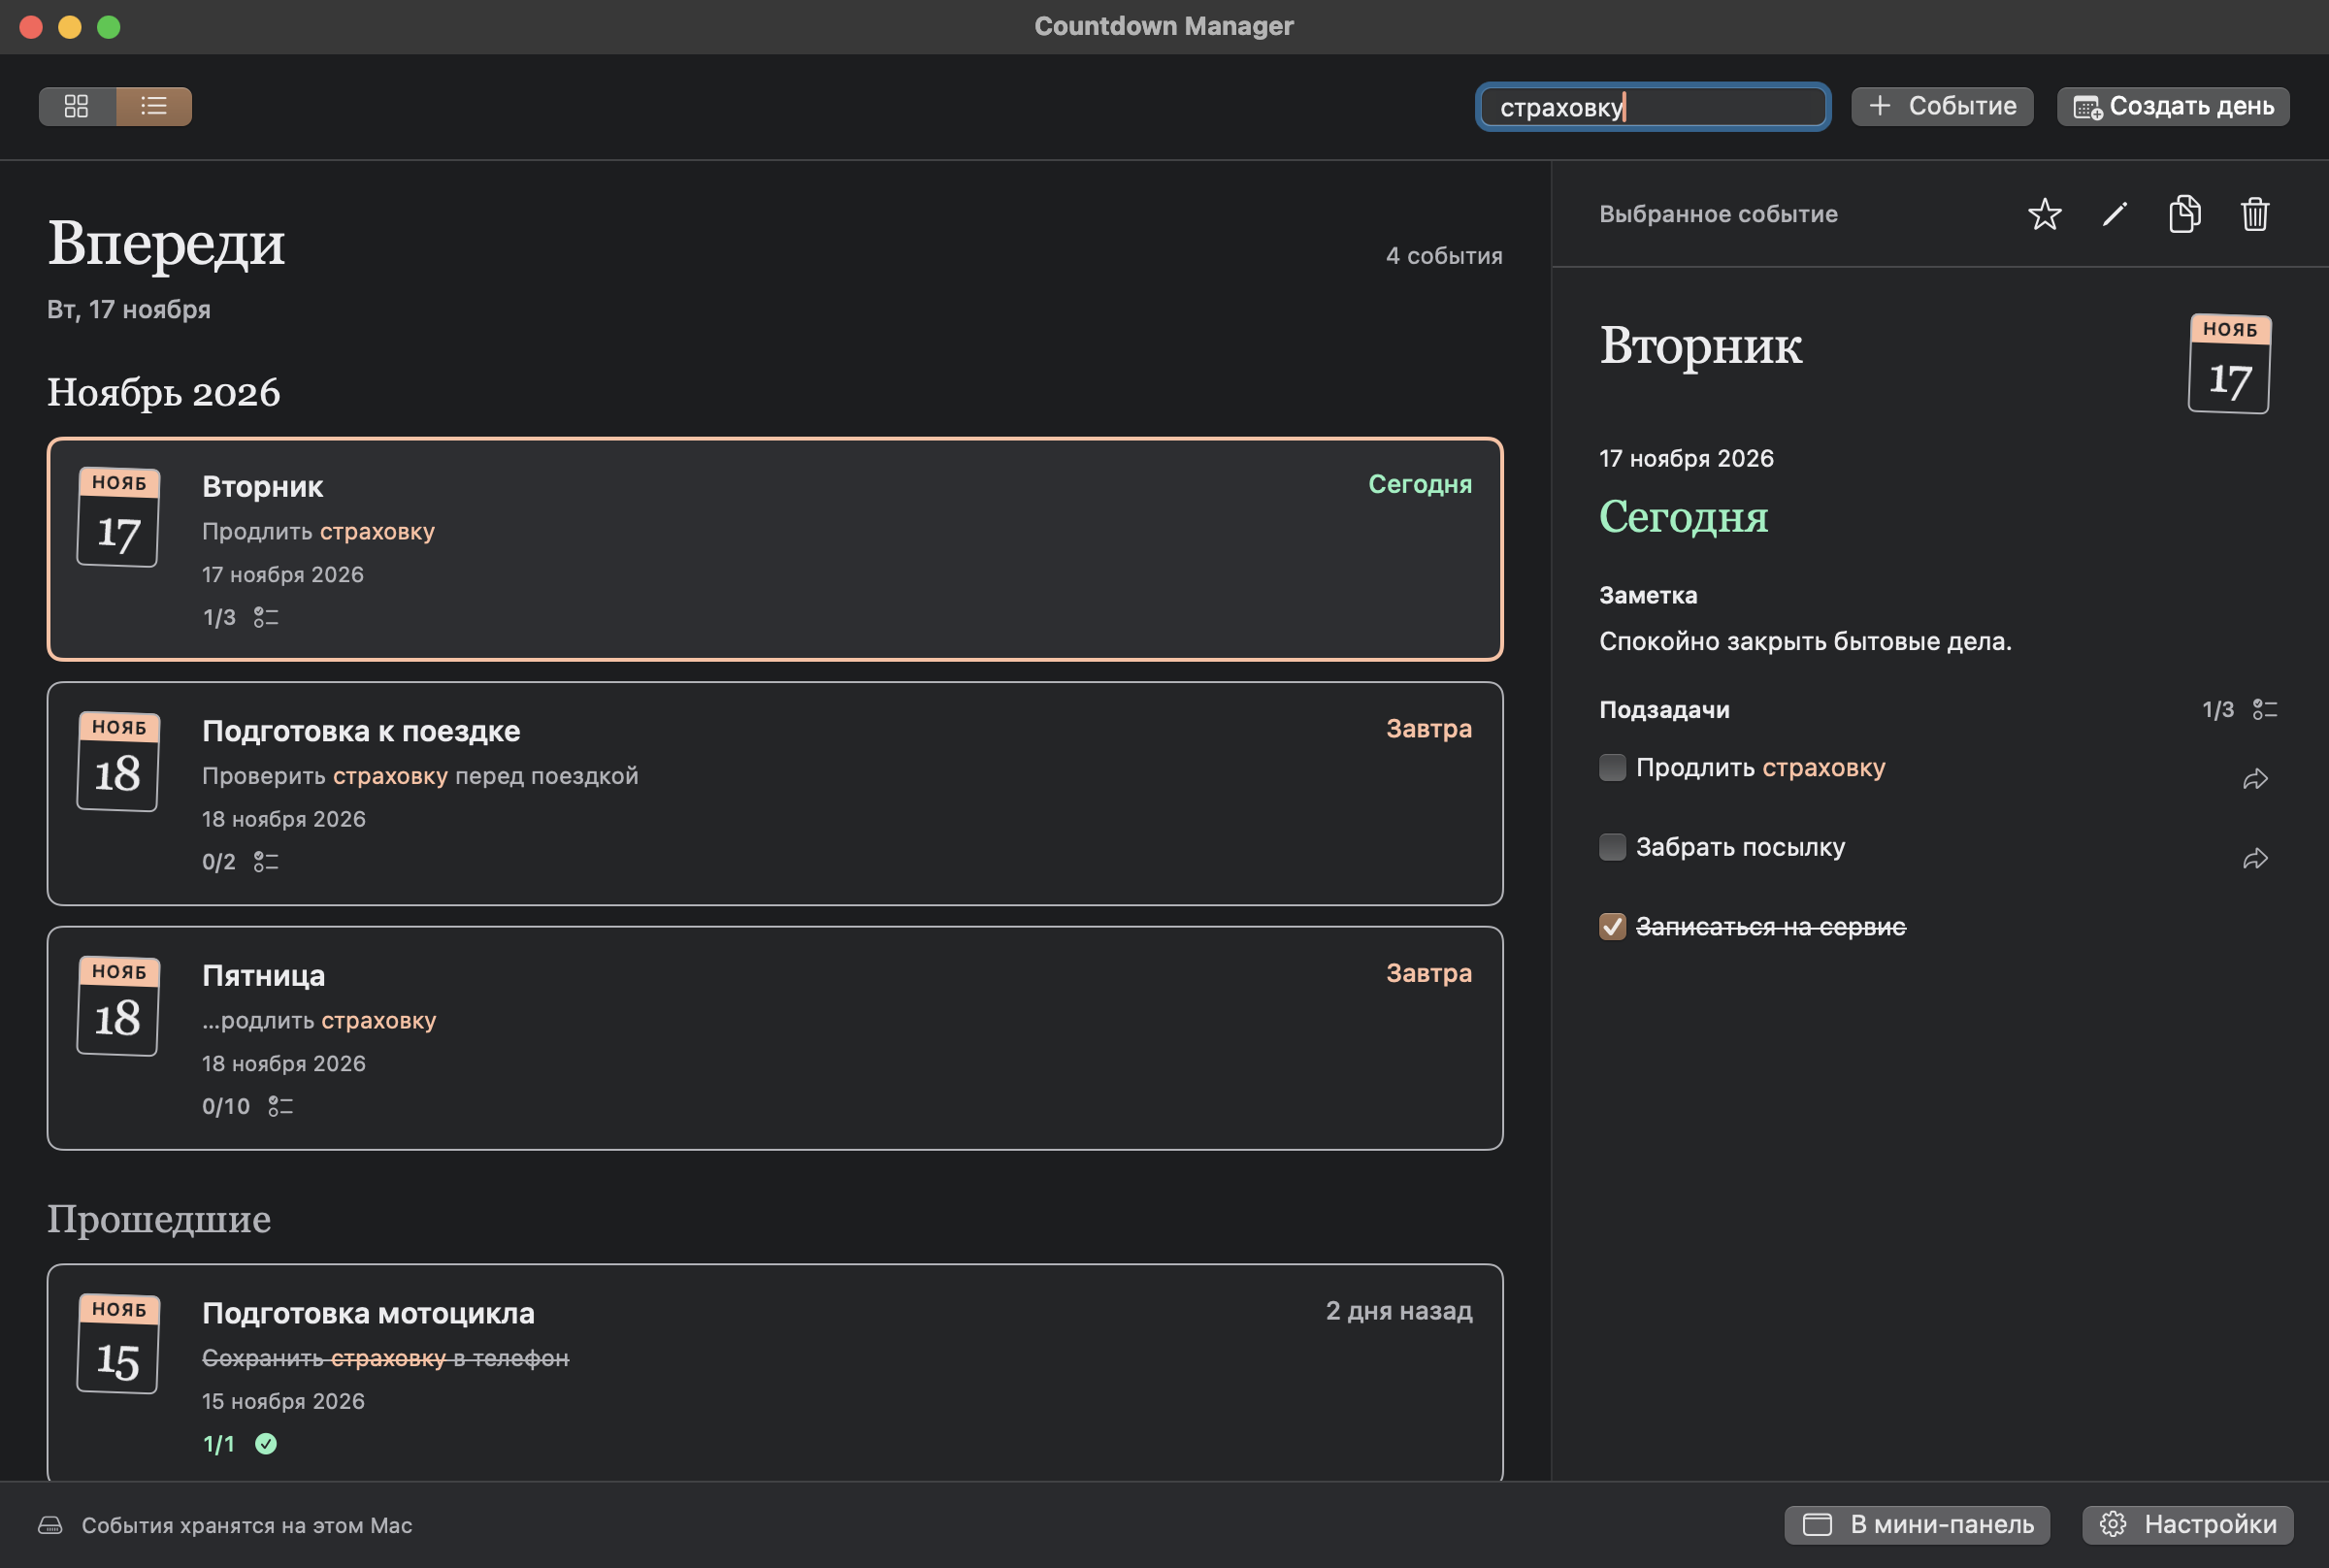 Countdown Manager
страховку
+ Событие
Создать день
Впереди
4 события
Вт, 17 ноября
Ноябрь 2026
НОЯБ
17
Вторник
Сегодня
Продлить страховку
17 ноября 2026
1/3
НОЯБ
18
Подготовка к поездке
Завтра
Проверить страховку перед поездкой
18 ноября 2026
0/2
НОЯБ
18
Пятница
Завтра
...родлить страховку
18 ноября 2026
0/10
Прошедшие
НОЯБ
15
Подготовка мотоцикла
2 дня назад
Сохранить страховку в телефон
15 ноября 2026
1/1
Выбранное событие
Вторник
НОЯБ
17
17 ноября 2026
Сегодня
Заметка
Спокойно закрыть бытовые дела.
Подзадачи
1/3
Продлить страховку
Забрать посылку
Записаться на сервис
События хранятся на этом Mac
В мини-панель
Настройки